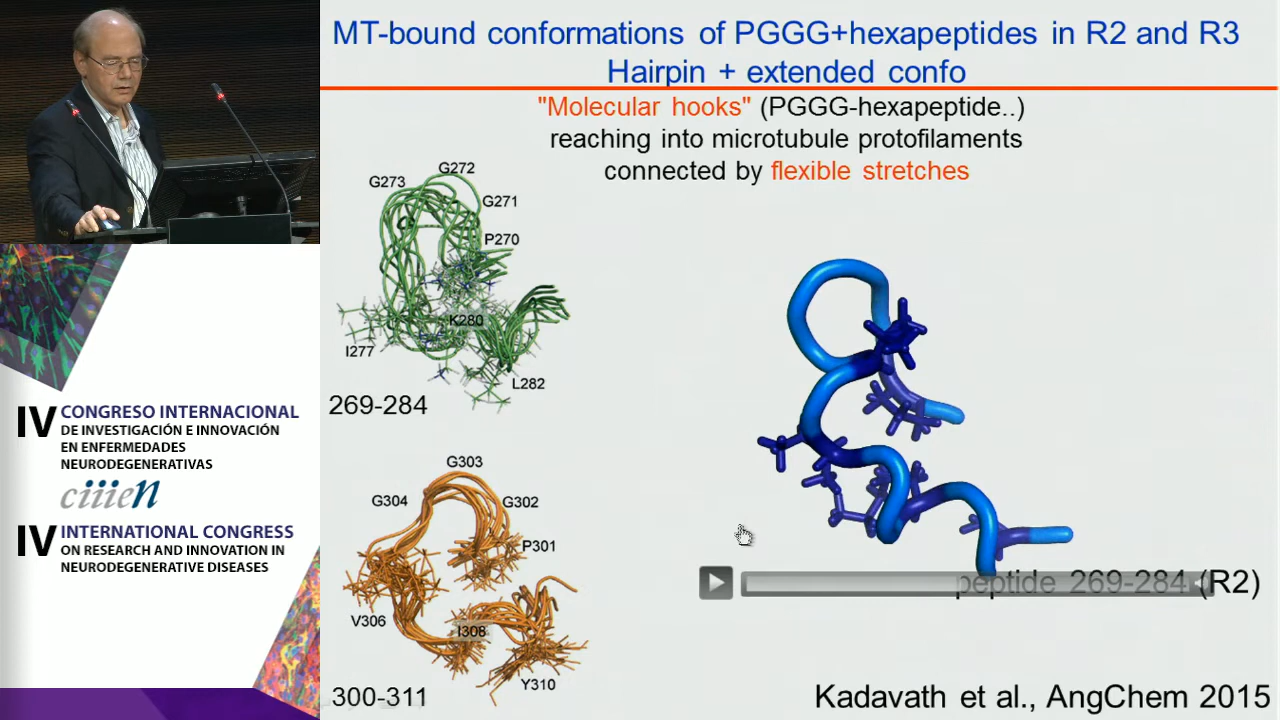 MT-bound conformations of PGGG+hexapeptides in R2 and R3
Hairpin + extended confo
"Molecular hooks" (PGGG-hexapeptide..)
reaching into microtubule protofilaments
connected by flexible stretches
G272
G273
G271
P270
K280
I277
L282
269-284
G303
G304
G302
P301
V306
I308
Y310
300-311
peptide 269-284 (R2)
Kadavath et al., AngChem 2015
IV CONGRESO INTERNACIONAL
DE INVESTIGACIÓN E INNOVACIÓN
EN ENFERMEDADES
NEURODEGENERATIVAS
ciiien
IV INTERNATIONAL CONGRESS
ON RESEARCH AND INNOVATION IN
NEURODEGENERATIVE DISEASES